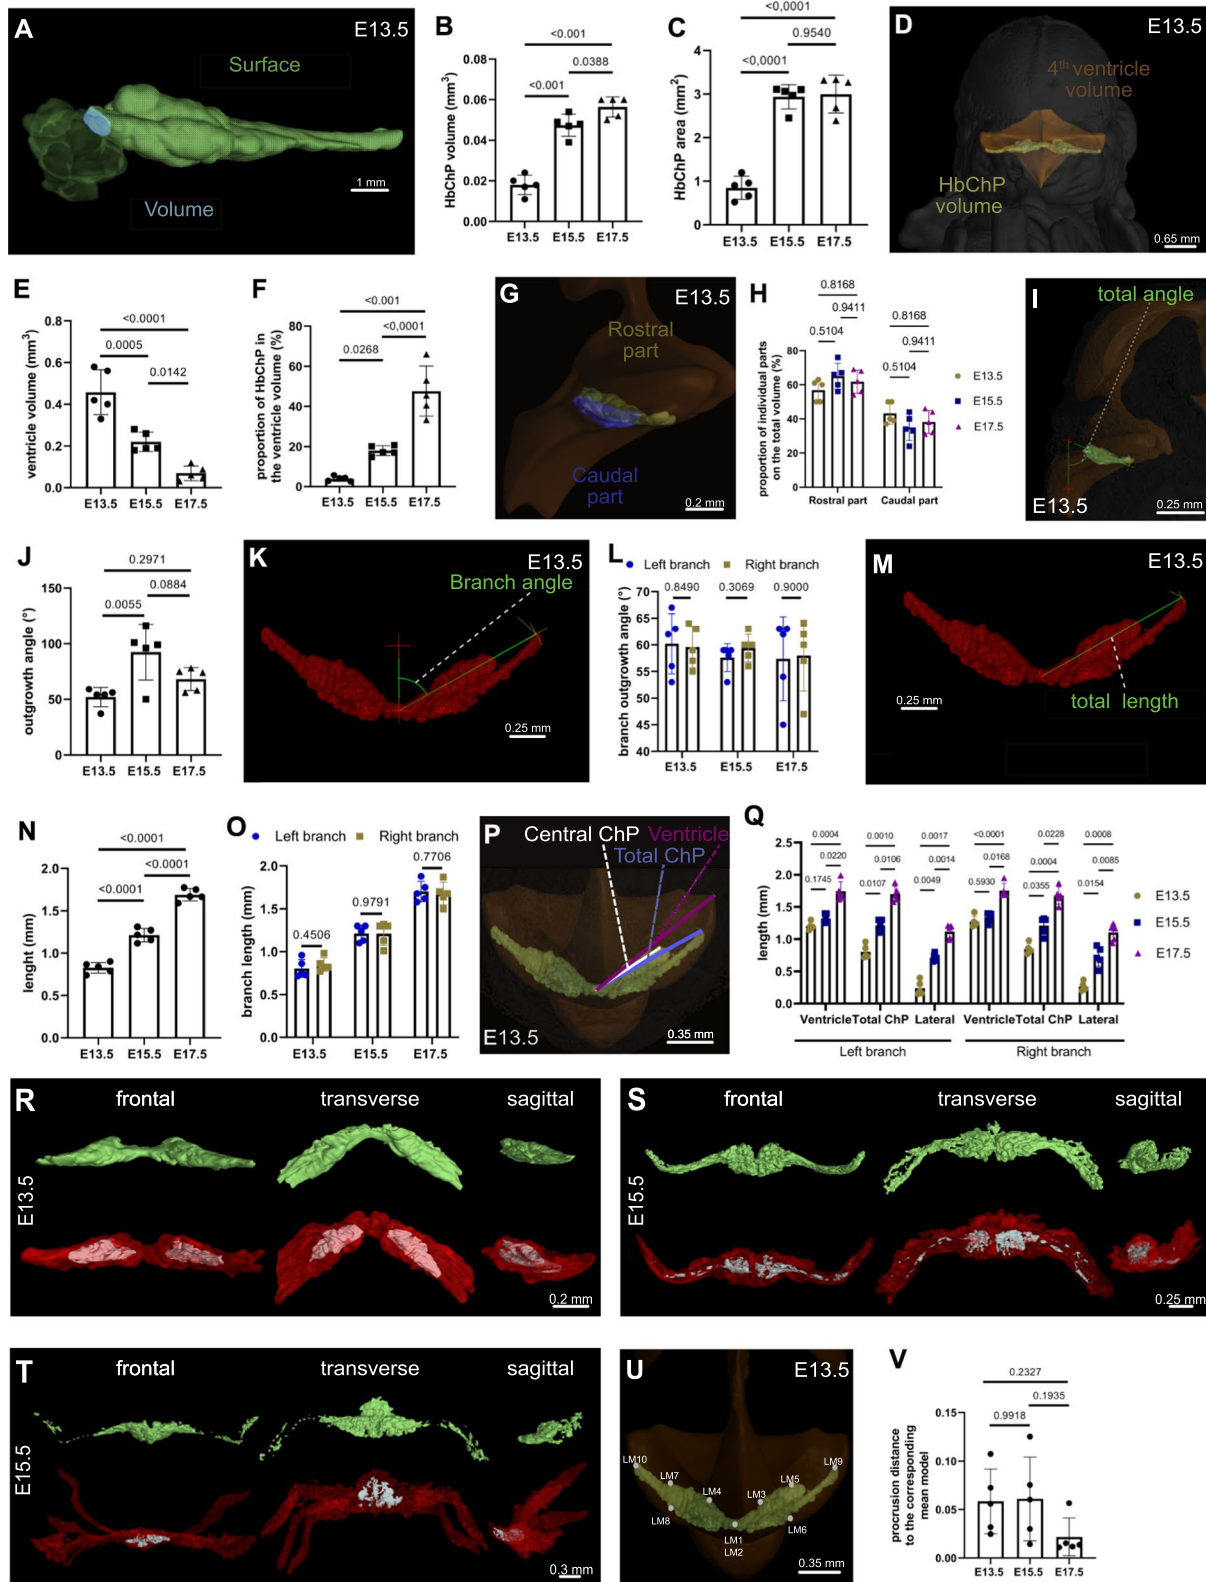 A
E13.5
Surface
Volume
1 mm
B
HbChP volume (mm³)
<0.001
0.0388
<0.001
0.08
0.06
0.04
0.02
0.00
E13.5 E15.5 E17.5
C
HbChP area (mm²)
<0,0001
0.9540
<0,0001
4
3
2
1
0
E13.5 E15.5 E17.5
D
E13.5
4th ventricle
volume
HbChP
volume
0.65 mm
E
ventricle volume (mm³)
<0.0001
0.0005
0.0142
0.8
0.6
0.4
0.2
0.0
E13.5 E15.5 E17.5
F
proportion of HbChP in
the ventricle volume (%)
<0.001
<0,0001
0.0268
80
60
40
20
0
E13.5 E15.5 E17.5
G
E13.5
Rostral
part
Caudal
part
0.2 mm
H
proportion of individual parts
on the total volume (%)
0.8168
0.9411
0.5104
0.8168
0.9411
0.5104
80
60
40
20
0
Rostral part Caudal part
E13.5
E15.5
E17.5
I
total angle
E13.5
0.25 mm
J
outgrowth angle (°)
0.2971
0.0884
0.0055
150
100
50
0
E13.5 E15.5 E17.5
K
E13.5
Branch angle
0.25 mm
L
Left branch Right branch
branch outgrowth angle (°)
0.8490 0.3069 0.9000
70
65
60
55
50
45
40
E13.5 E15.5 E17.5
M
E13.5
0.25 mm
total length
N
lenght (mm)
<0.0001
<0.0001
<0.0001
2.0
1.5
1.0
0.5
0.0
E13.5 E15.5 E17.5
O
Left branch Right branch
branch length (mm)
0.4506
0.9791
0.7706
2.0
1.5
1.0
0.5
0.0
E13.5 E15.5 E17.5
P
Central ChP Ventricle
Total ChP
E13.5
0.35 mm
Q
length (mm)
0.0004 0.0010 0.0017 <0.0001 0.0228 0.0008
0.0220 0.0106 0.0014 0.0168 0.0004 0.0085
0.1745 0.0107 0.0049 0.5930 0.0355 0.0154
2.5
2.0
1.5
1.0
0.5
0.0
Ventricle Total ChP Lateral Ventricle Total ChP Lateral
Left branch Right branch
E13.5
E15.5
E17.5
R
frontal transverse sagittal
E13.5
0.2 mm
S
frontal transverse sagittal
E15.5
0.25 mm
T
frontal transverse sagittal
E15.5
0.3 mm
U
E13.5
LM10
LM9
LM7
LM5
LM4
LM3
LM8
LM6
LM1
LM2
0.35 mm
V
procrusion distance
to the corresponding
mean model
0.2327
0.1935
0.9918
0.15
0.10
0.05
0.00
E13.5 E15.5 E17.5